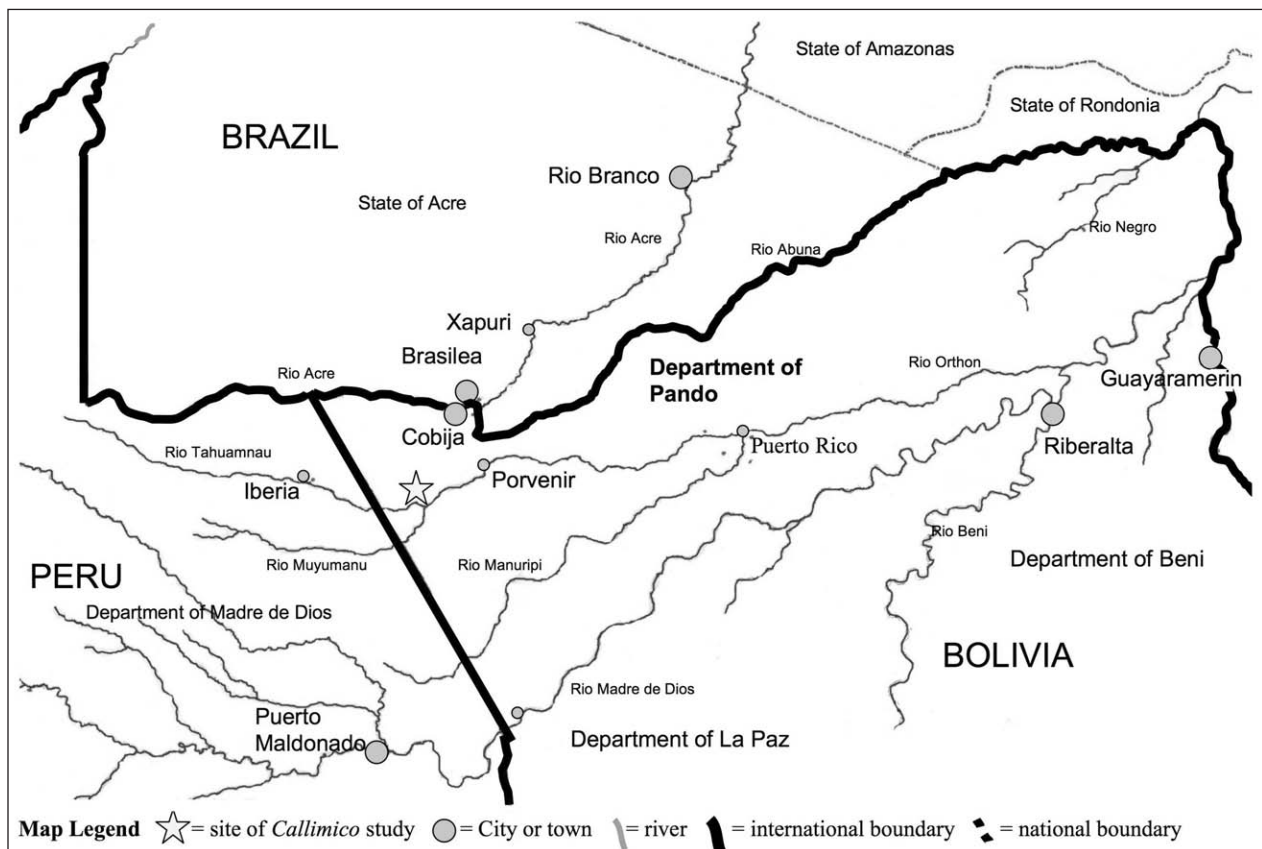 State of Amazonas
State of Rondonia
BRAZIL
Rio Branco
State of Acre
Rio Acre
Rio Abuna
Rio Negro
Xapuri
Brasilea
Rio Acre
Department of
Pando
Rio Orthon
Guayaramerin
Cobija
Puerto Rico
Riberalta
Rio Tahuamnau
Iberia
Porvenir
Rio Beni
Department of Beni
Rio Muyumanu
Rio Manuripi
PERU
Department of Madre de Dios
BOLIVIA
Rio Madre de Dios
Puerto
Maldonado
Department of La Paz
Map Legend = site of Callimico study = City or town = river = international boundary = national boundary